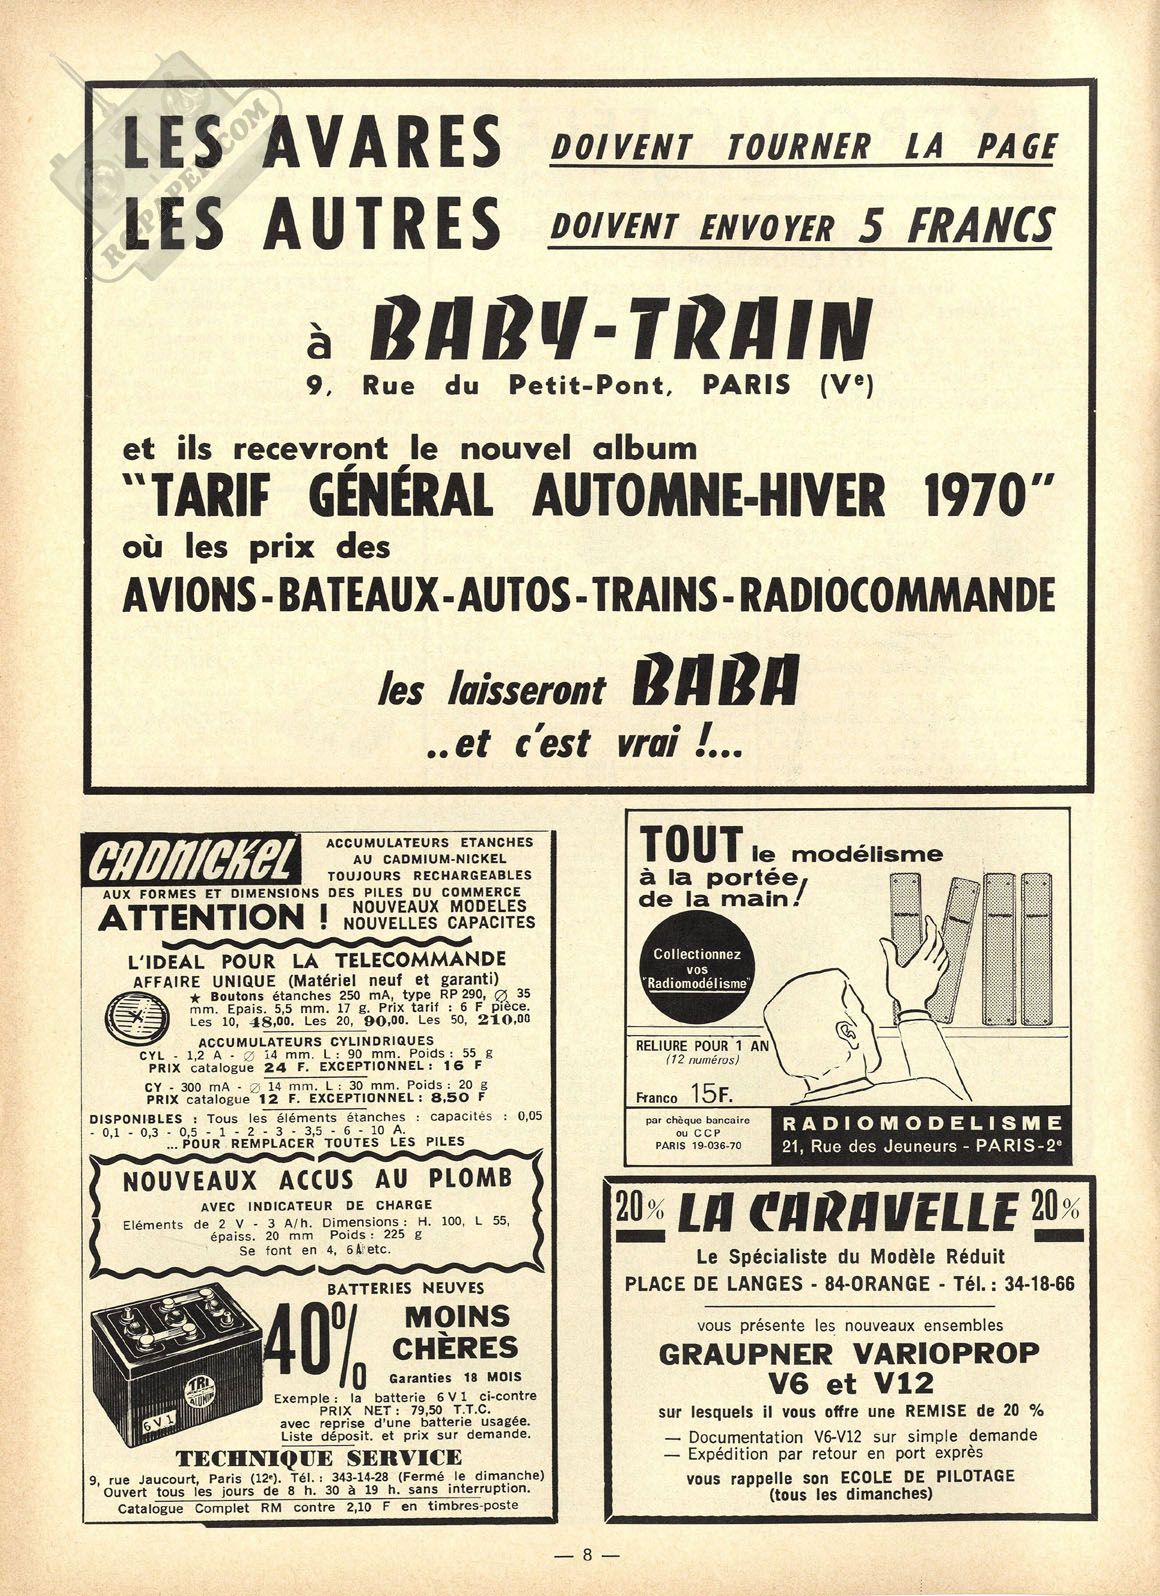 RC-PAPER.COM
LES AVARES DOIVENT TOURNER LA PAGE
LES AUTRES DOIVENT ENVOYER 5 FRANCS
à BABY-TRAIN
9, Rue du Petit-Pont, PARIS (Ve)
et ils recevront le nouvel album
"TARIF GÉNÉRAL AUTOMNE-HIVER 1970"
où les prix des
AVIONS-BATEAUX-AUTOS-TRAINS-RADIOCOMMANDE
les laisseront BABA
..et c'est vrai !...
CADNICKEL
ACCUMULATEURS ETANCHES
AU CADMIUM-NICKEL
TOUJOURS RECHARGEABLES
AUX FORMES ET DIMENSIONS DES PILES DU COMMERCE
ATTENTION ! NOUVEAUX MODELES
NOUVELLES CAPACITES
L'IDEAL POUR LA TELECOMMANDE
AFFAIRE UNIQUE (Matériel neuf et garanti)
★ Boutons étanches 250 mA, type RP 290, ∅ 35
mm. Epais. 5,5 mm. 17 g. Prix tarif : 6 F pièce.
Les 10, 48,00. Les 20, 90,00. Les 50, 210,00
ACCUMULATEURS CYLINDRIQUES
CYL - 1,2 A - ∅ 14 mm. L : 90 mm. Poids : 55 g
PRIX catalogue 24 F. EXCEPTIONNEL : 16 F
CY - 300 mA - ∅ 14 mm. L : 30 mm. Poids : 20 g
PRIX catalogue 12 F. EXCEPTIONNEL : 8,50 F
DISPONIBLES : Tous les éléments étanches : capacités : 0,05
- 0,1 - 0,3 - 0,5 - 1 - 2 - 3 - 3,5 - 6 - 10 A.
...POUR REMPLACER TOUTES LES PILES
NOUVEAUX ACCUS AU PLOMB
AVEC INDICATEUR DE CHARGE
Eléments de 2 V - 3 A/h. Dimensions : H. 100, L 55,
épaiss. 20 mm Poids : 225 g
Se font en 4, 6 A etc.
BATTERIES NEUVES
40% MOINS
CHÈRES
Garanties 18 MOIS
TRI
ALUMIN
6 V 1
Exemple : la batterie 6 V 1 ci-contre
PRIX NET : 79,50 T.T.C.
avec reprise d'une batterie usagée.
Liste déposit. et prix sur demande.
TECHNIQUE SERVICE
9, rue Jaucourt, Paris (12e). Tél. : 343-14-28 (Fermé le dimanche)
Ouvert tous les jours de 8 h. 30 à 19 h. sans interruption.
Catalogue Complet RM contre 2,10 F en timbres-poste
TOUT le modélisme
à la portée
de la main!
Collectionnez
vos
"Radiomodélisme"
RELIURE POUR 1 AN
(12 numéros)
Franco 15F.
par chèque bancaire
ou CCP
PARIS 19-036-70
RADIOMODELISME
21, Rue des Jeuneurs - PARIS-2e
20% LA CARAVELLE 20%
Le Spécialiste du Modèle Réduit
PLACE DE LANGES - 84-ORANGE - Tél. : 34-18-66
vous présente les nouveaux ensembles
GRAUPNER VARIOPROP
V6 et V12
sur lesquels il vous offre une REMISE de 20 %
— Documentation V6-V12 sur simple demande
— Expédition par retour en port exprès
vous rappelle son ECOLE DE PILOTAGE
(tous les dimanches)
— 8 —